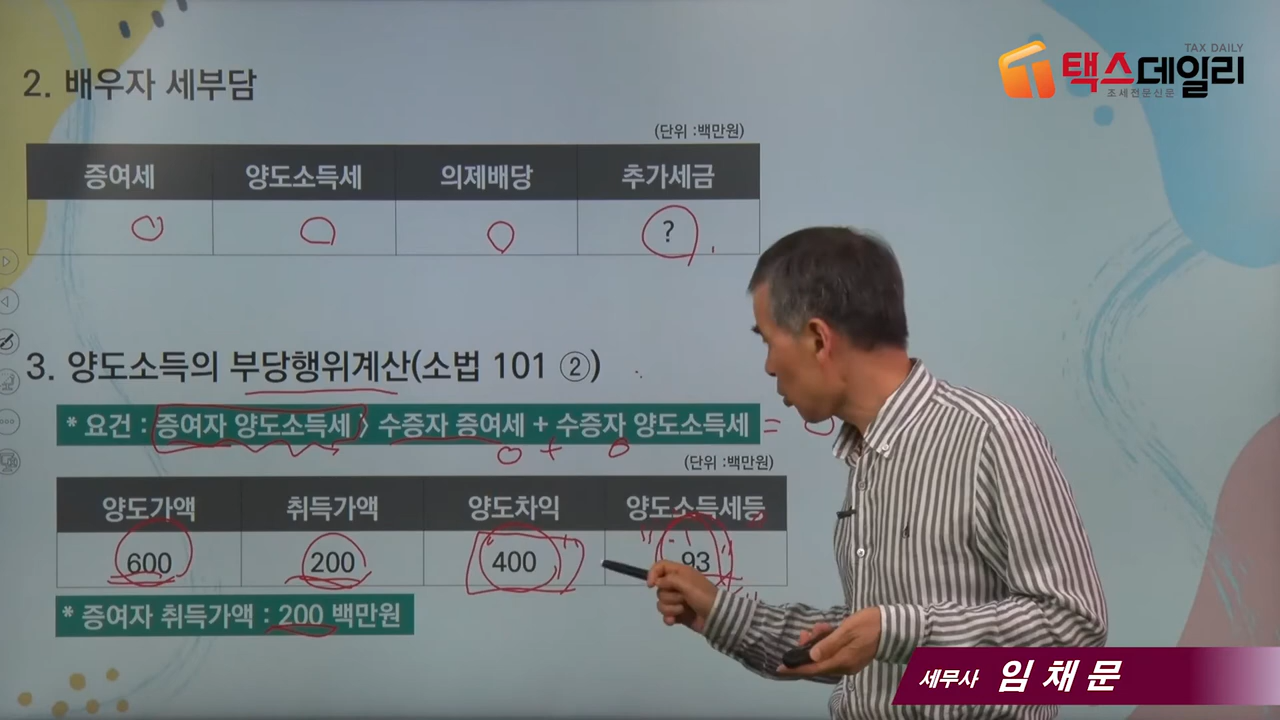 TAX DAILY
택스데일리
조세전문신문
2. 배우자 세부담
(단위 :백만원)
증여세 양도소득세 의제배당 추가세금
0 0 0 ?
3. 양도소득의 부당행위계산(소법 101 ②)
* 요건 : 증여자 양도소득세 > 수증자 증여세 + 수증자 양도소득세 = 0
0 + 0
(단위 :백만원)
양도가액 취득가액 양도차익 양도소득세등
600 200 400 93
* 증여자 취득가액 : 200 백만원
세무사 임채문